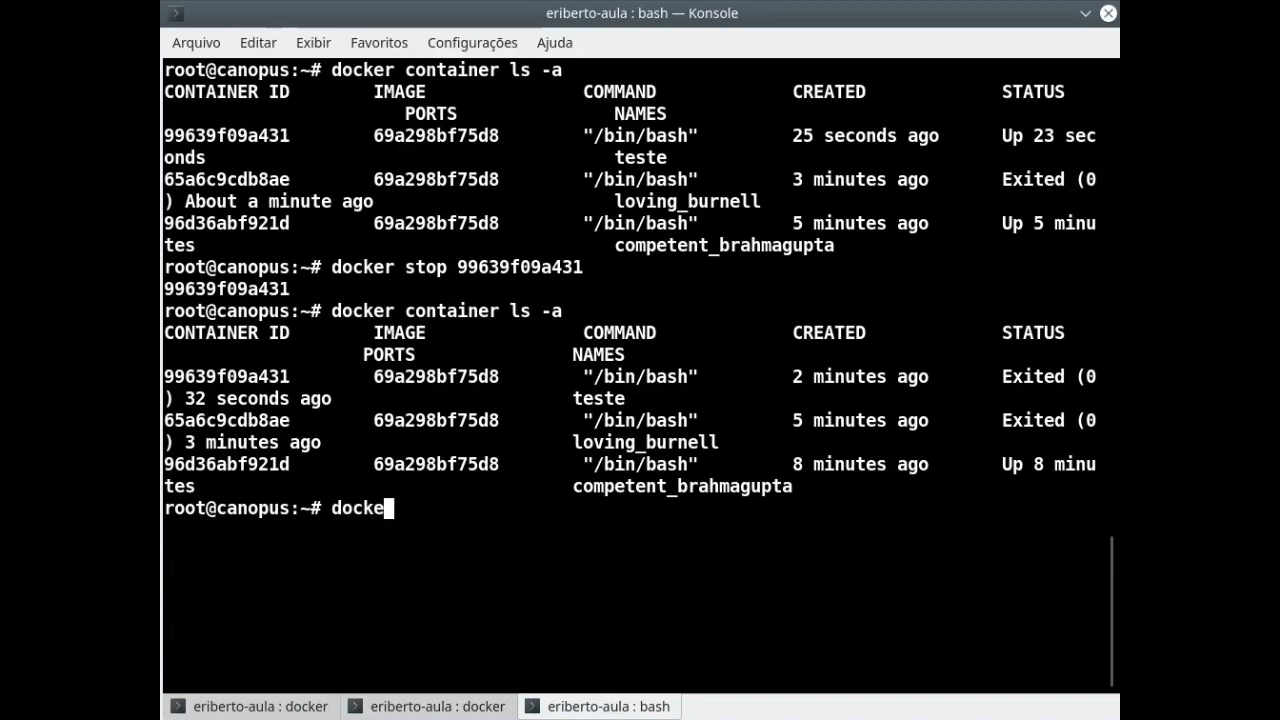 eriberto-aula : bash — Konsole
Arquivo Editar Exibir Favoritos Configurações Ajuda
root@canopus:~# docker container ls -a
CONTAINER ID IMAGE COMMAND CREATED STATUS
PORTS NAMES
99639f09a431 69a298bf75d8 "/bin/bash" 25 seconds ago Up 23 sec
onds teste
65a6c9cdb8ae 69a298bf75d8 "/bin/bash" 3 minutes ago Exited (0
) About a minute ago loving_burnell
96d36abf921d 69a298bf75d8 "/bin/bash" 5 minutes ago Up 5 minu
tes competent_brahmagupta
root@canopus:~# docker stop 99639f09a431
99639f09a431
root@canopus:~# docker container ls -a
CONTAINER ID IMAGE COMMAND CREATED STATUS
PORTS NAMES
99639f09a431 69a298bf75d8 "/bin/bash" 2 minutes ago Exited (0
) 32 seconds ago teste
65a6c9cdb8ae 69a298bf75d8 "/bin/bash" 5 minutes ago Exited (0
) 3 minutes ago loving_burnell
96d36abf921d 69a298bf75d8 "/bin/bash" 8 minutes ago Up 8 minu
tes competent_brahmagupta
root@canopus:~# docke
eriberto-aula : docker eriberto-aula : docker eriberto-aula : bash